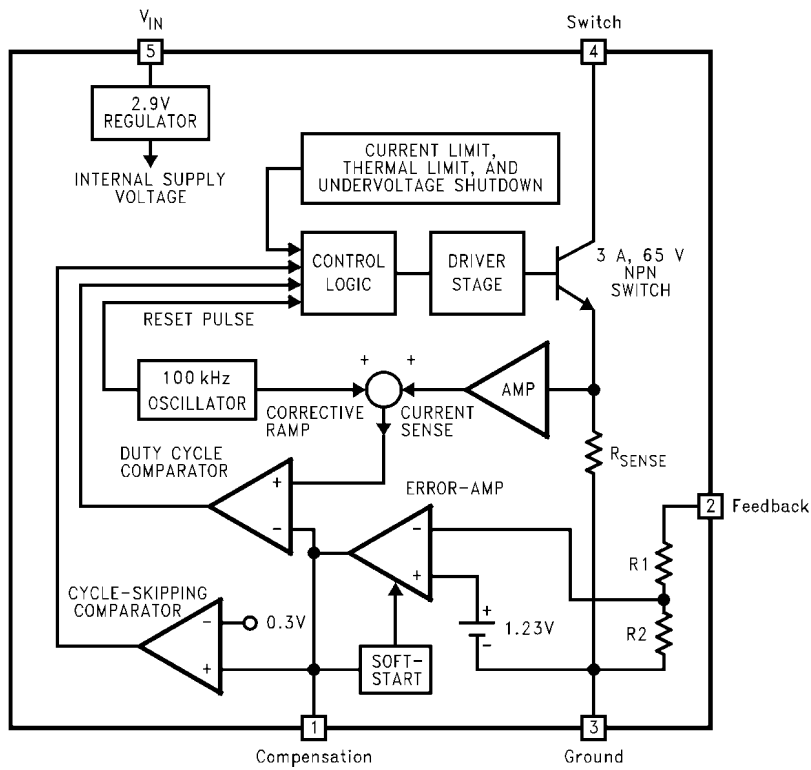 V_IN
Switch
5
4
2.9V
REGULATOR
INTERNAL SUPPLY
VOLTAGE
CURRENT LIMIT,
THERMAL LIMIT, AND
UNDERVOLTAGE SHUTDOWN
CONTROL
LOGIC
DRIVER
STAGE
3 A, 65 V
NPN
SWITCH
RESET PULSE
100 kHz
OSCILLATOR
+
+
AMP
CORRECTIVE
RAMP
CURRENT
SENSE
R_SENSE
DUTY CYCLE
COMPARATOR
+
-
ERROR-AMP
-
+
2
Feedback
R1
R2
CYCLE-SKIPPING
COMPARATOR
-
0.3V
+
+
1.23V
-
SOFT-
START
1
3
Compensation
Ground